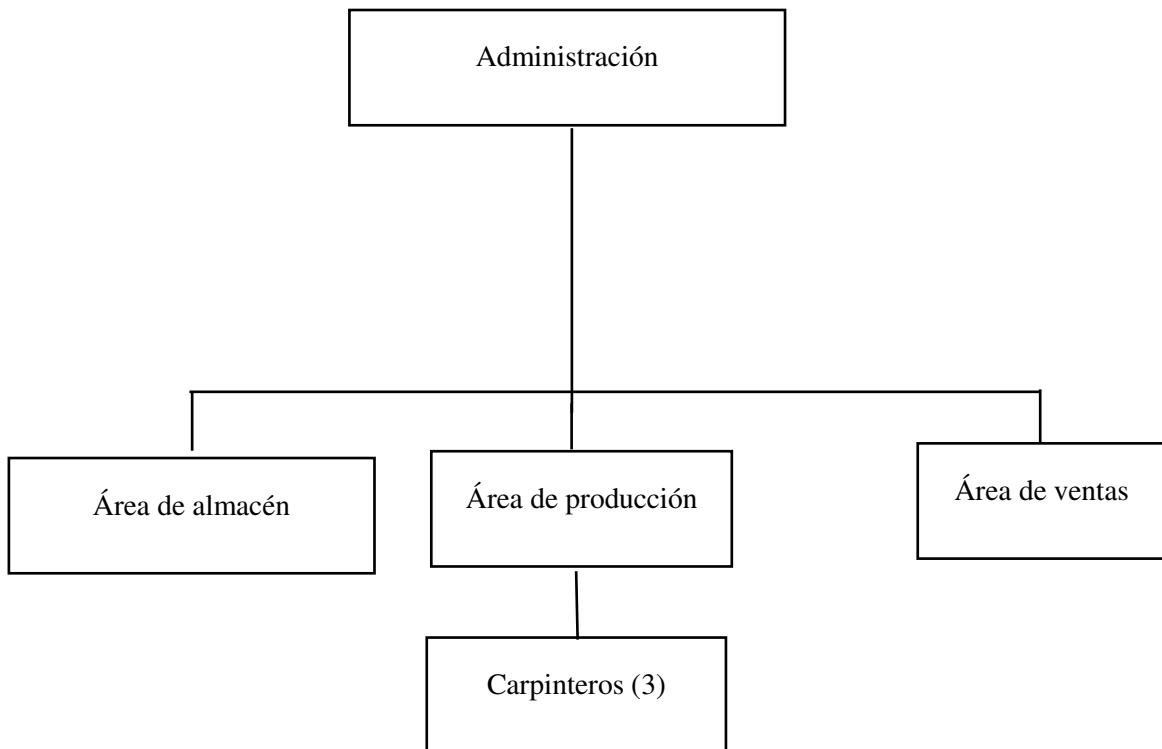 Administración
Área de almacén
Área de producción
Área de ventas
Carpinteros (3)